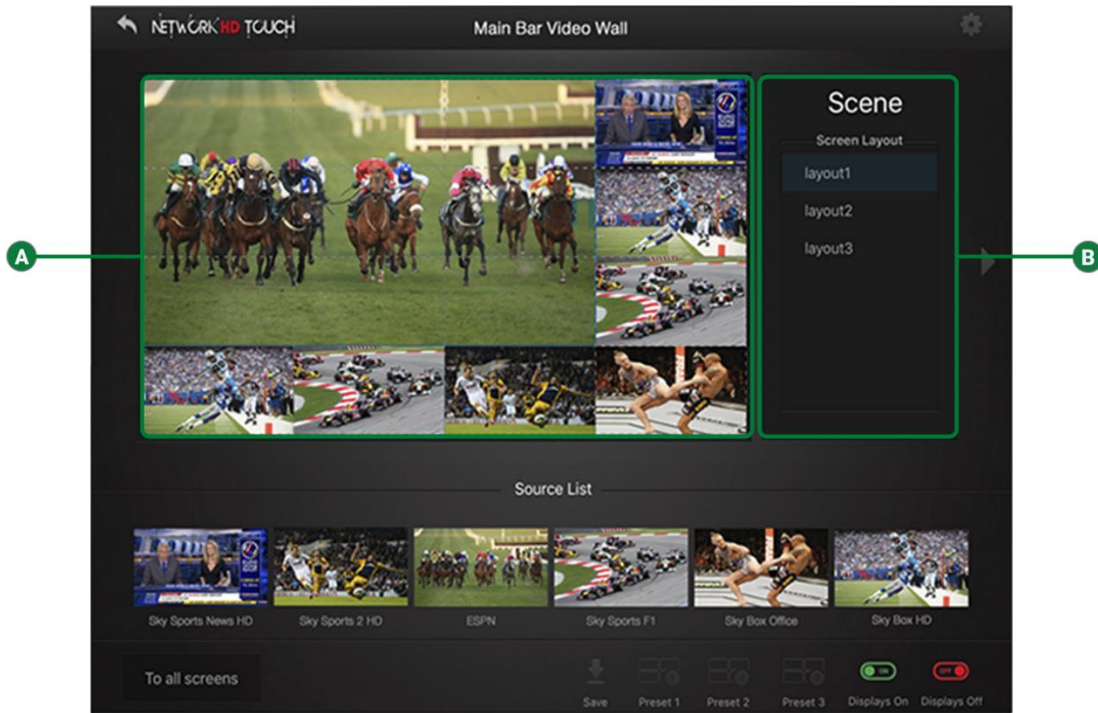 NETWORK HD TOUCH
Main Bar Video Wall
Scene
Screen Layout
layout1
layout2
layout3
A
B
Source List
Sky Sports News HD
Sky Sports 2 HD
ESPN
Sky Sports F1
Sky Box Office
Sky Box HD
To all screens
Save
Preset 1
Preset 2
Preset 3
ON
Displays On
OFF
Displays Off